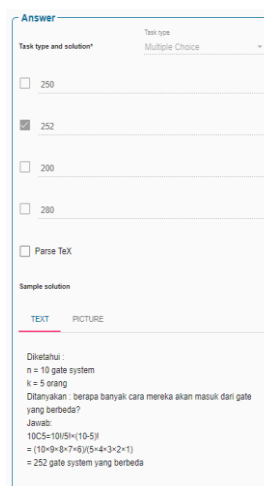 Answer
Task type
Task type and solution*
Multiple Choice
250
252
200
280
Parse TeX
Sample solution
TEXT PICTURE
Diketahui :
n = 10 gate system
k = 5 orang
Ditanyakan : berapa banyak cara mereka akan masuk dari gate
yang berbeda?
Jawab:
10C5=10!/5!×(10-5)!
= (10×9×8×7×6)/(5×4×3×2×1)
= 252 gate system yang berbeda